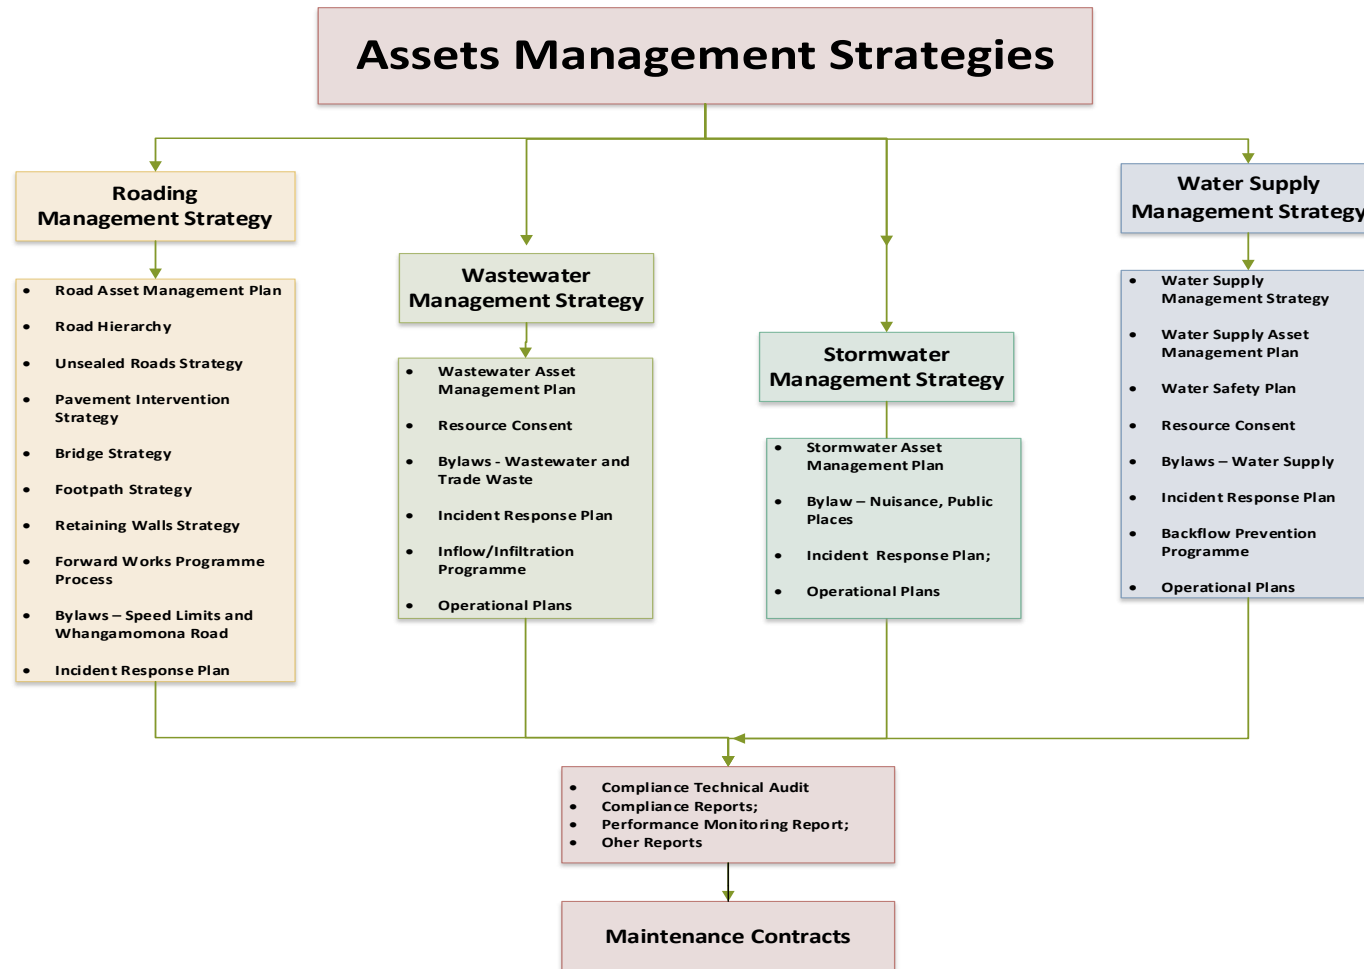 Assets Management Strategies
Roading
Management Strategy
• Road Asset Management Plan
• Road Hierarchy
• Unsealed Roads Strategy
• Pavement Intervention
Strategy
• Bridge Strategy
• Footpath Strategy
• Retaining Walls Strategy
• Forward Works Programme
Process
• Bylaws – Speed Limits and
Whangamomona Road
• Incident Response Plan
Wastewater
Management Strategy
• Wastewater Asset
Management Plan
• Resource Consent
• Bylaws - Wastewater and
Trade Waste
• Incident Response Plan
• Inflow/Infiltration
Programme
• Operational Plans
Stormwater
Management Strategy
• Stormwater Asset
Management Plan
• Bylaw – Nuisance, Public
Places
• Incident Response Plan;
• Operational Plans
Water Supply
Management Strategy
• Water Supply
Management Strategy
• Water Supply Asset
Management Plan
• Water Safety Plan
• Resource Consent
• Bylaws – Water Supply
• Incident Response Plan
• Backflow Prevention
Programme
• Operational Plans
• Compliance Technical Audit
• Compliance Reports;
• Performance Monitoring Report;
• Oher Reports
Maintenance Contracts